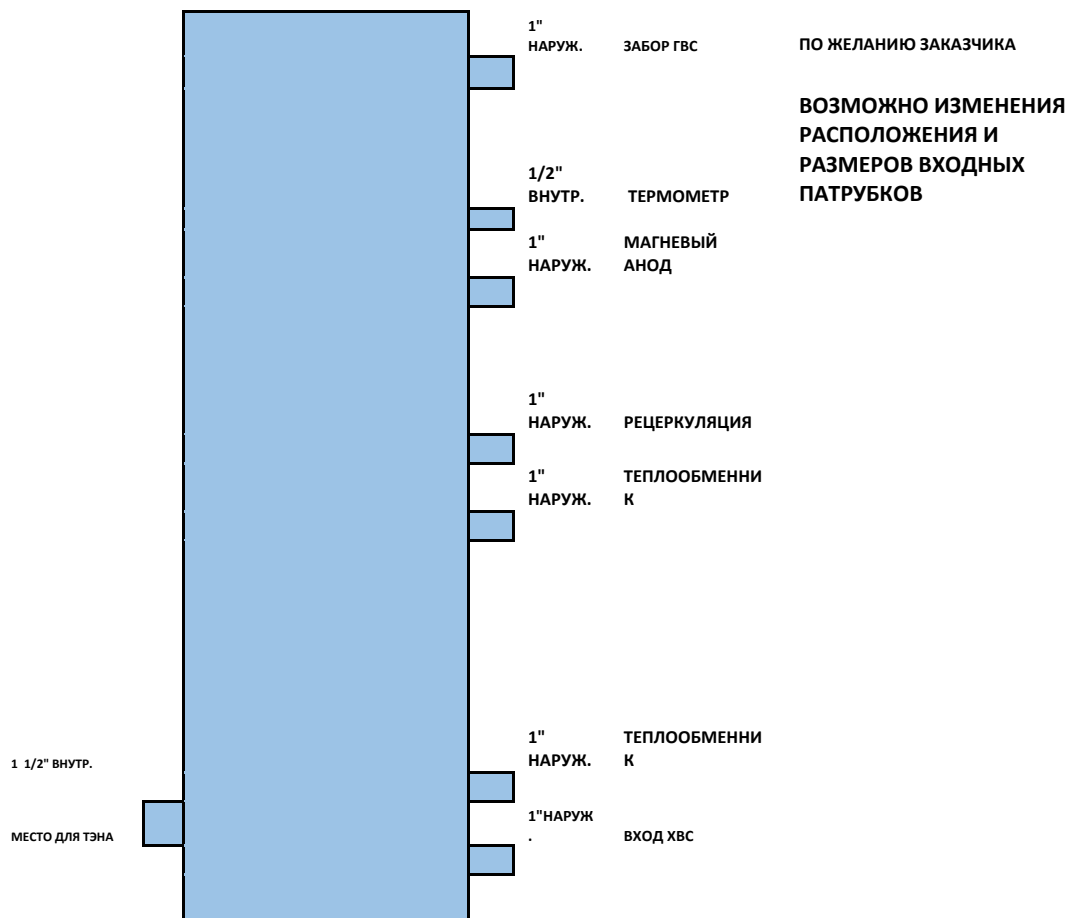 1"
НАРУЖ. ЗАБОР ГВС ПО ЖЕЛАНИЮ ЗАКАЗЧИКА
ВОЗМОЖНО ИЗМЕНЕНИЯ
РАСПОЛОЖЕНИЯ И
РАЗМЕРОВ ВХОДНЫХ
ПАТРУБКОВ
1/2"
ВНУТР. ТЕРМОМЕТР
1" МАГНЕВЫЙ
НАРУЖ. АНОД
1"
НАРУЖ. РЕЦЕРКУЛЯЦИЯ
1" ТЕПЛООБМЕННИ
НАРУЖ. К
1" ТЕПЛООБМЕННИ
НАРУЖ. К
1 1/2" ВНУТР.
1"НАРУЖ
. ВХОД ХВС
МЕСТО ДЛЯ ТЭНА